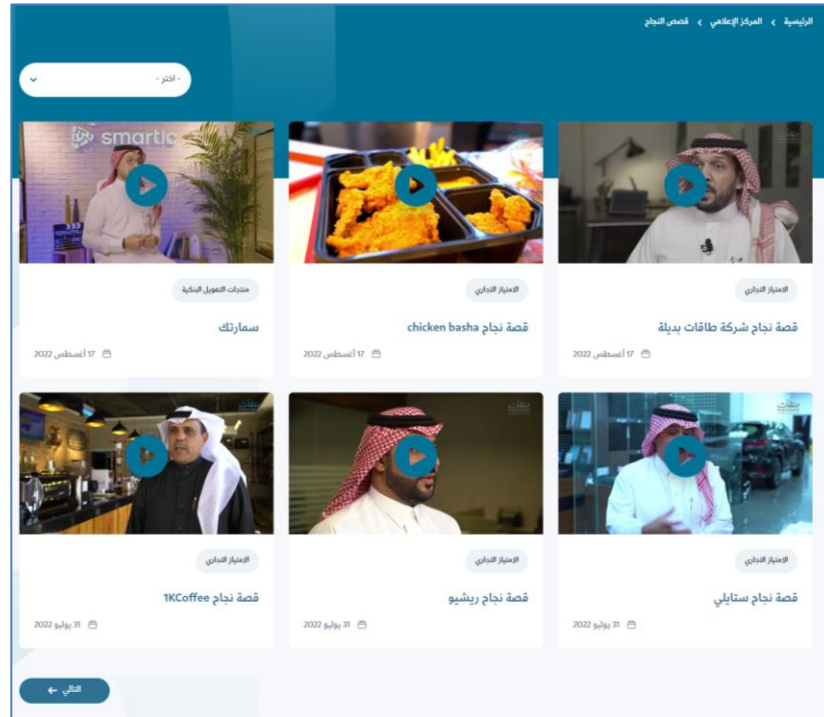 الرئيسية > المركز الإعلامي > قصص النجاح
- اختر -
الامتياز التجاري
قصة نجاح شركة طاقات بديلة
17 أغسطس 2022
الامتياز التجاري
قصة نجاح chicken basha
17 أغسطس 2022
smartic
منتجات التمويل البنكية
سمارتك
17 أغسطس 2022
الامتياز التجاري
قصة نجاح ستايلي
31 يوليو 2022
الامتياز التجاري
قصة نجاح ريشيو
31 يوليو 2022
الامتياز التجاري
قصة نجاح 1KCoffee
31 يوليو 2022
التالي